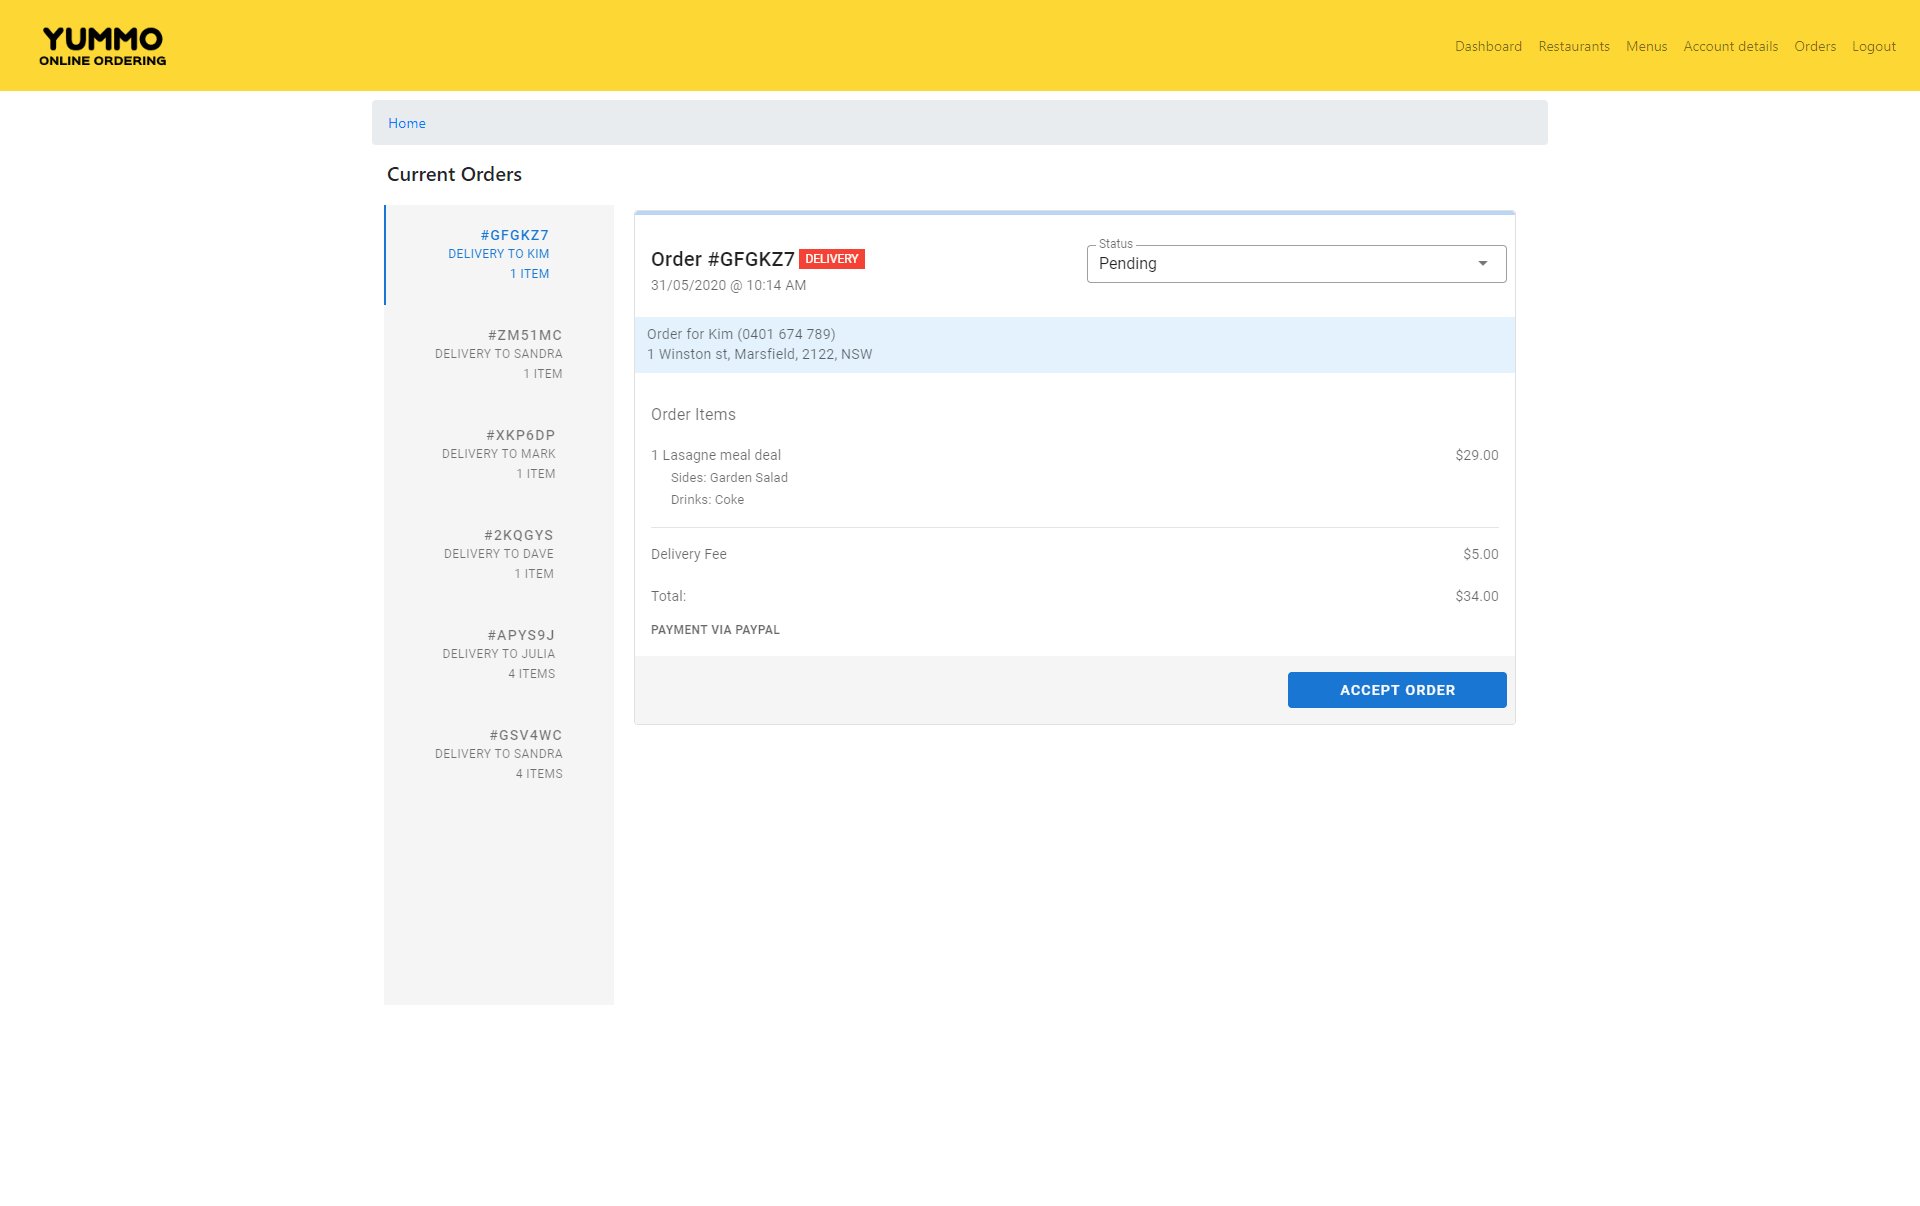 YUMMO
ONLINE ORDERING
Dashboard Restaurants Menus Account details Orders Logout
Home
Current Orders
#GFGKZ7
DELIVERY TO KIM
1 ITEM
#ZM51MC
DELIVERY TO SANDRA
1 ITEM
#XKP6DP
DELIVERY TO MARK
1 ITEM
#2KQGYS
DELIVERY TO DAVE
1 ITEM
#APYS9J
DELIVERY TO JULIA
4 ITEMS
#GSV4WC
DELIVERY TO SANDRA
4 ITEMS
Order #GFGKZ7 DELIVERY
31/05/2020 @ 10:14 AM
Status
Pending
Order for Kim (0401 674 789)
1 Winston st, Marsfield, 2122, NSW
Order Items
1 Lasagne meal deal $29.00
Sides: Garden Salad
Drinks: Coke
Delivery Fee $5.00
Total: $34.00
PAYMENT VIA PAYPAL
ACCEPT ORDER